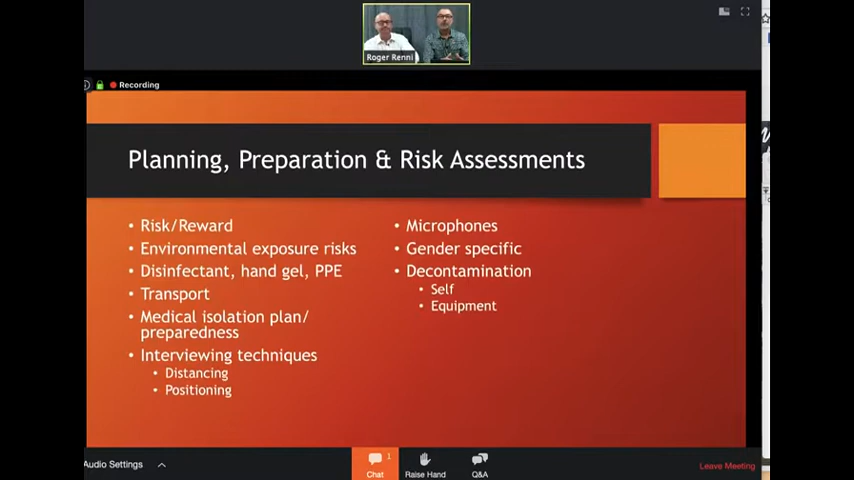 Roger Renni
Recording
Planning, Preparation & Risk Assessments
• Risk/Reward
• Environmental exposure risks
• Disinfectant, hand gel, PPE
• Transport
• Medical isolation plan/
preparedness
• Interviewing techniques
• Distancing
• Positioning
• Microphones
• Gender specific
• Decontamination
• Self
• Equipment
Audio Settings
Chat
1
Raise Hand
Q&A
Leave Meeting